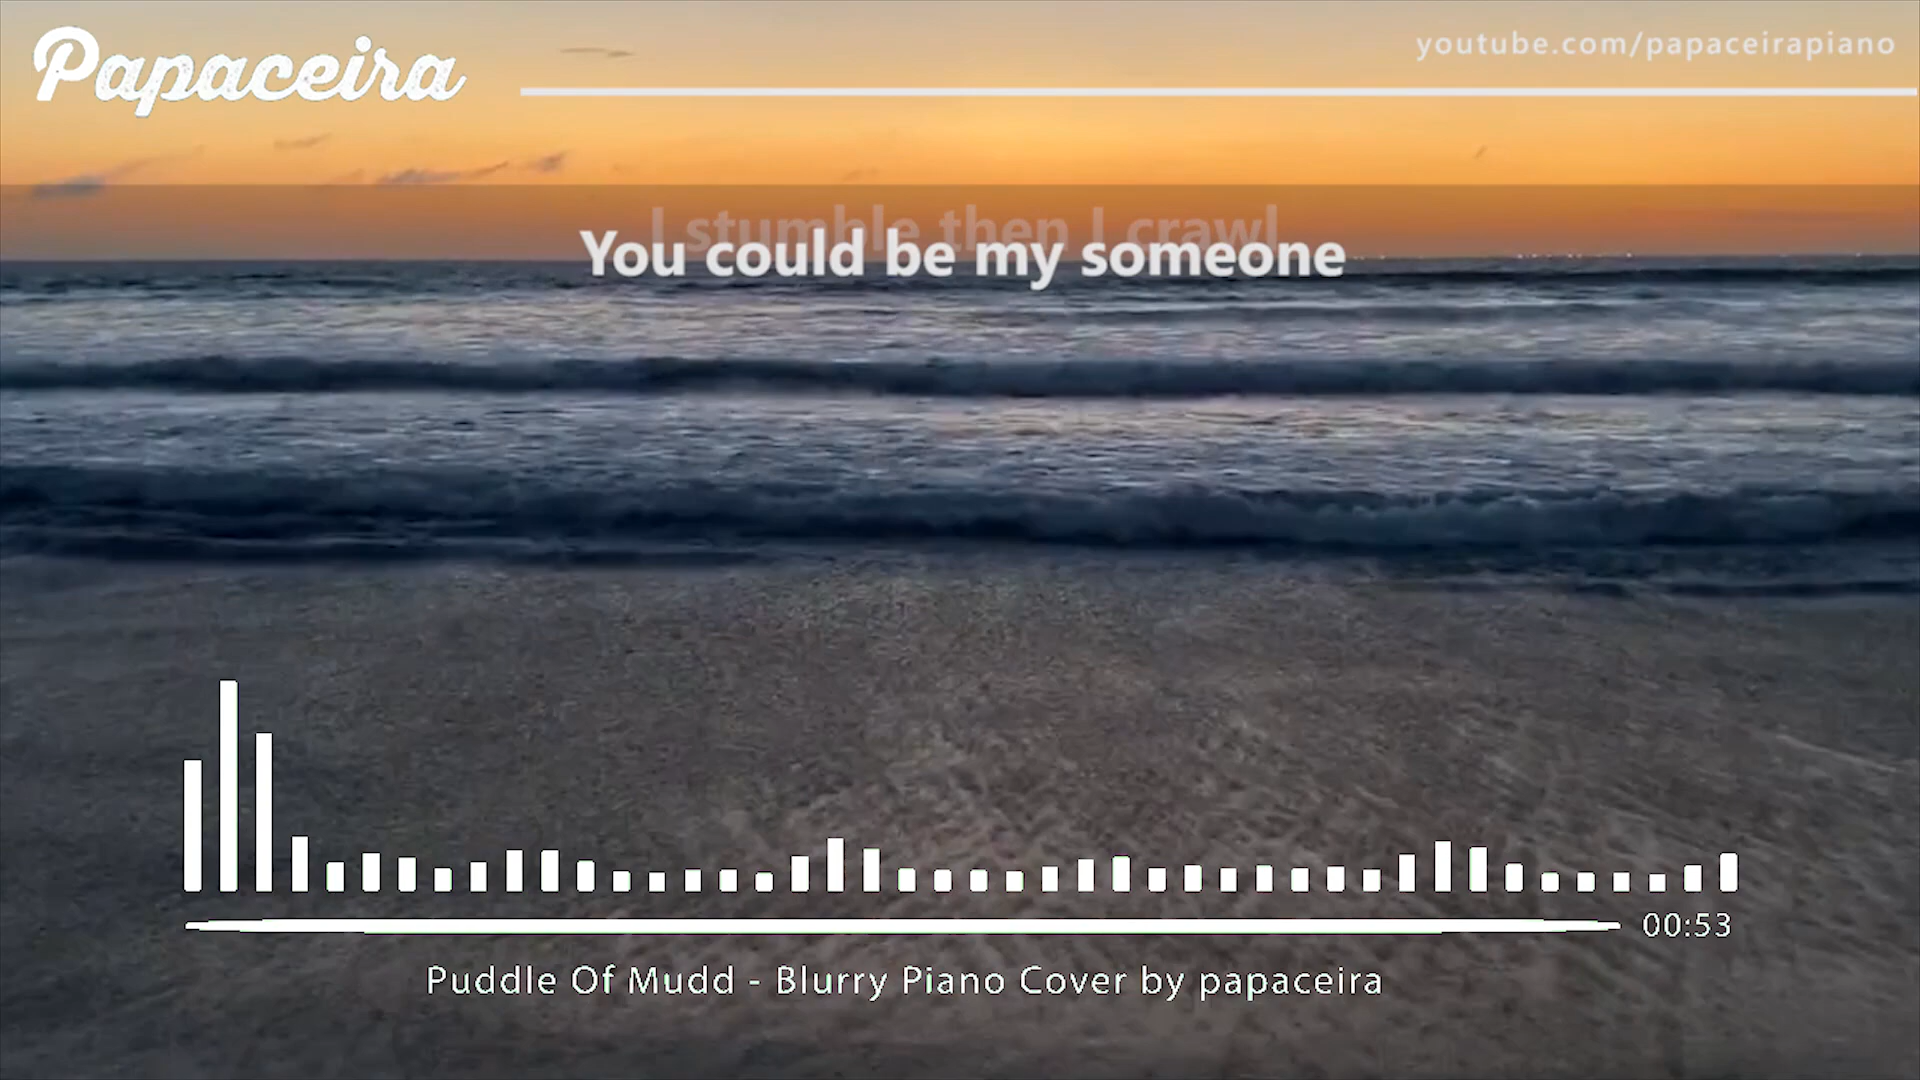 Papaceira
youtube.com/papaceirapiano
I stumble then I crawl
You could be my someone
00:53
Puddle Of Mudd - Blurry Piano Cover by papaceira